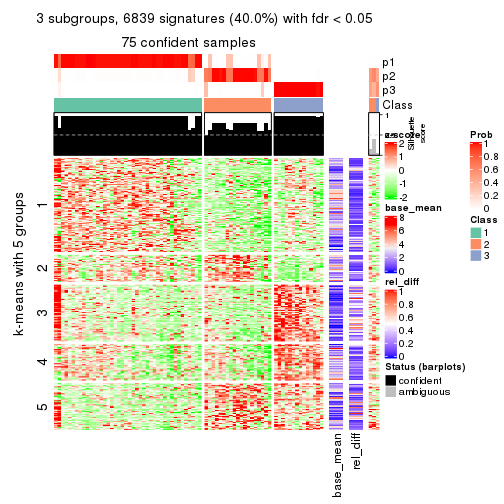 3 subgroups, 6839 signatures (40.0%) with fdr < 0.05
75 confident samples
p1
p2
p3
Class
1
Silhouette
score
k-means with 5 groups
1
2
3
4
5
base_mean
rel_diff
z-score
2
1
0
-1
-2
base_mean
8
6
4
2
0
rel_diff
1
0.8
0.6
0.4
0.2
0
Status (barplots)
confident
ambiguous
Prob
1
0.8
0.6
0.4
0.2
0
Class
1
2
3